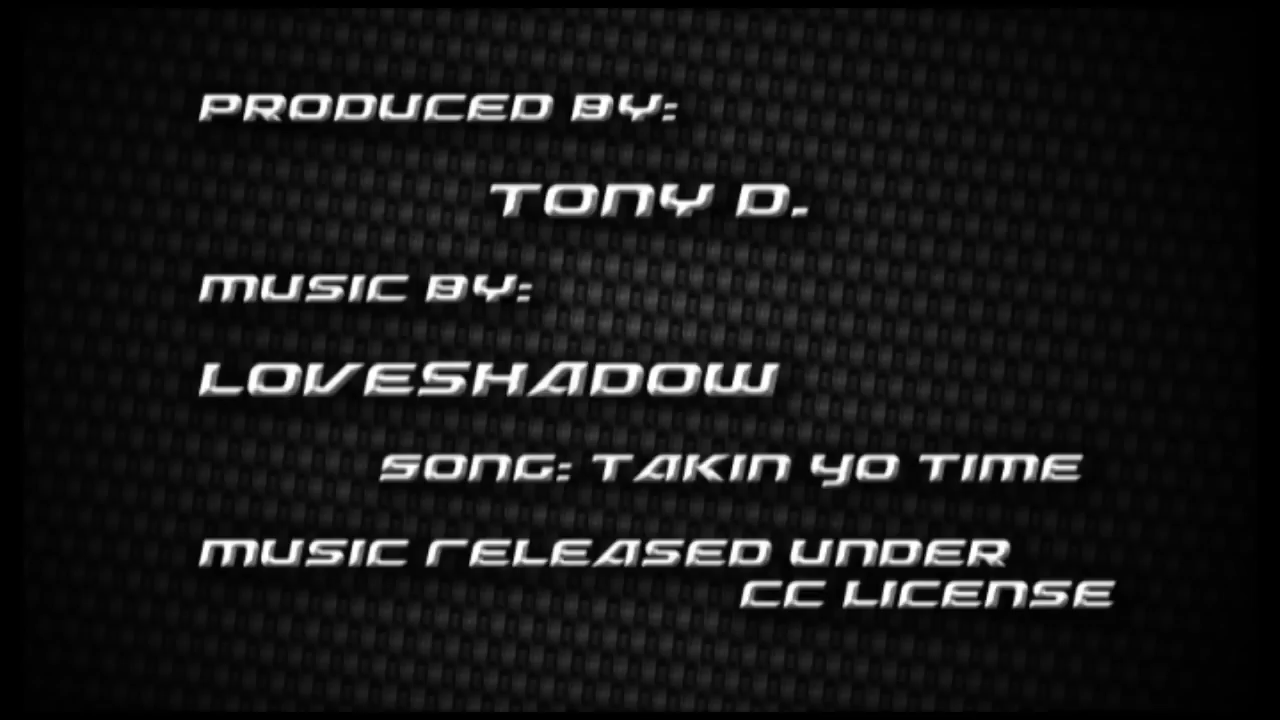 PRODUCED BY:
TONY D.
MUSIC BY:
LOVESHADOW
SONG: TAKIN YO TIME
MUSIC RELEASED UNDER
CC LICENSE